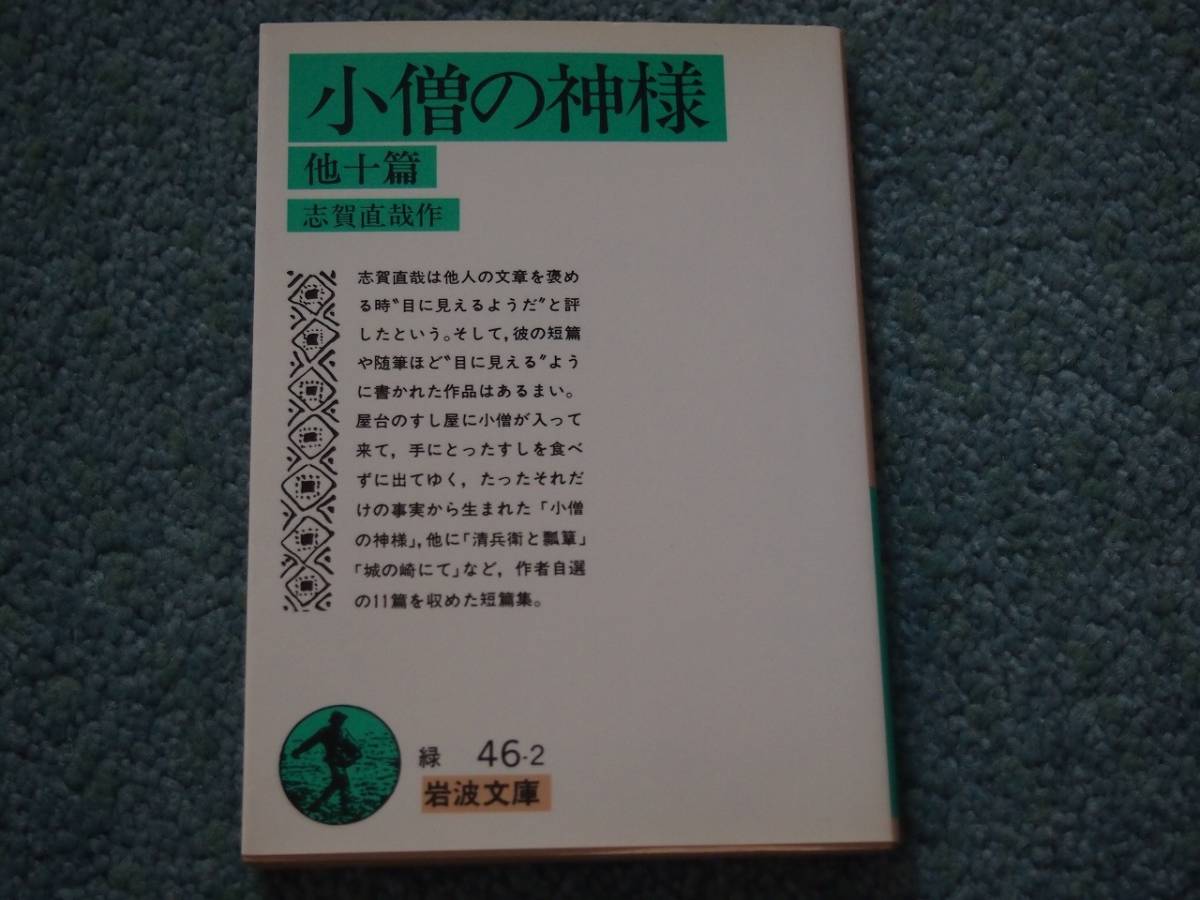 小僧の神様
他十篇
志賀直哉作
志賀直哉は他人の文章を褒め
る時〝目に見えるようだ〟と評
したという。そして,彼の短篇
や随筆ほど〝目に見える〟よう
に書かれた作品はあるまい。
屋台のすし屋に小僧が入って
来て,手にとったすしを食べ
ずに出てゆく,たったそれだ
けの事実から生まれた「小僧
の神様」,他に「清兵衛と瓢簞」
「城の崎にて」など,作者自選
の11篇を収めた短篇集。
緑 46-2
岩波文庫